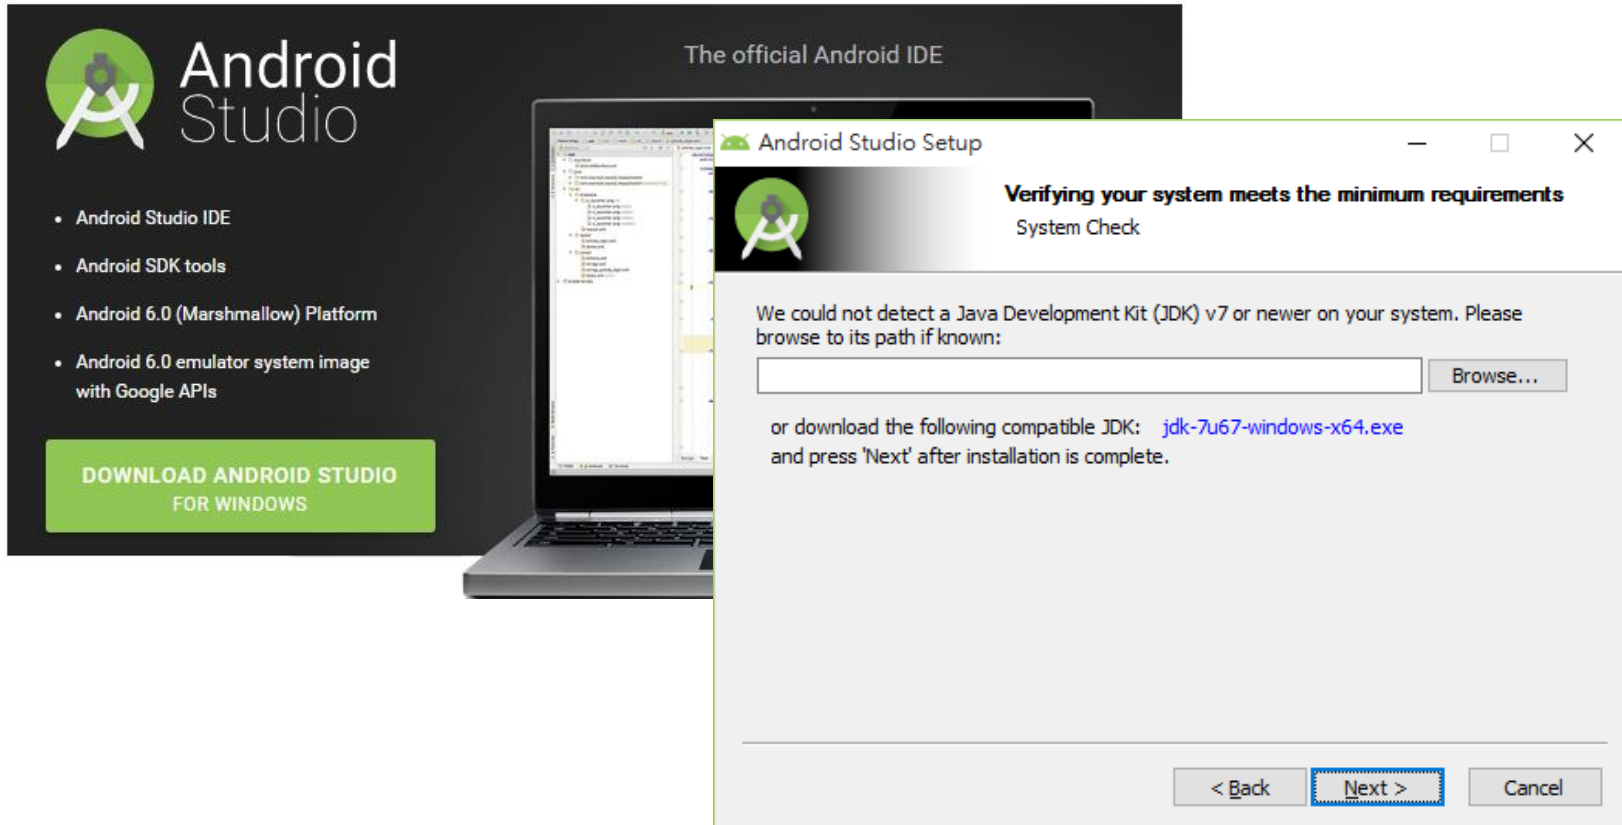 Android
Studio
The official Android IDE
Android Studio IDE
Android SDK tools
Android 6.0 (Marshmallow) Platform
Android 6.0 emulator system image
with Google APIs
DOWNLOAD ANDROID STUDIO
FOR WINDOWS
Android Studio Setup
Verifying your system meets the minimum requirements
System Check
We could not detect a Java Development Kit (JDK) v7 or newer on your system. Please
browse to its path if known:
Browse...
or download the following compatible JDK: jdk-7u67-windows-x64.exe
and press 'Next' after installation is complete.
< Back
Next >
Cancel